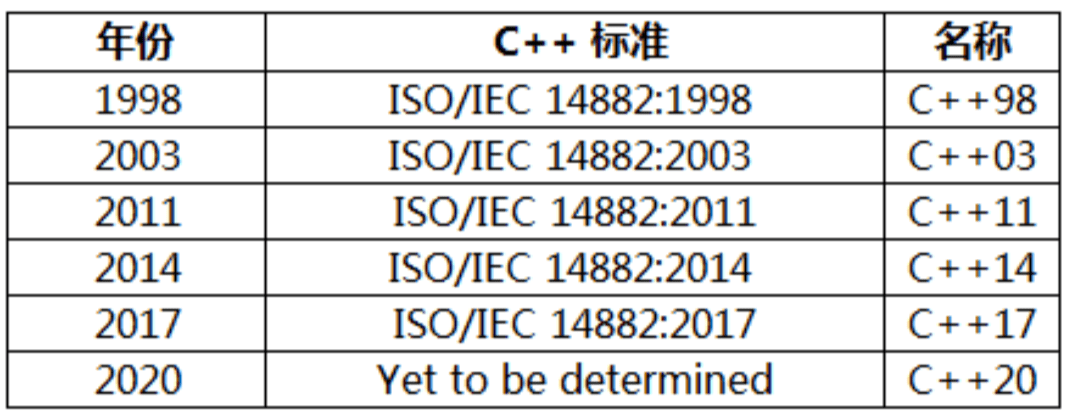 年份 C++ 标准 名称
1998 ISO/IEC 14882:1998 C++98
2003 ISO/IEC 14882:2003 C++03
2011 ISO/IEC 14882:2011 C++11
2014 ISO/IEC 14882:2014 C++14
2017 ISO/IEC 14882:2017 C++17
2020 Yet to be determined C++20